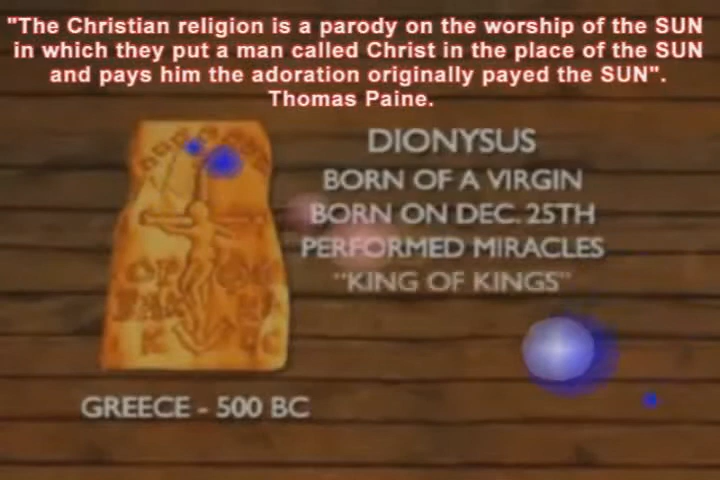 "The Christian religion is a parody on the worship of the SUN
in which they put a man called Christ in the place of the SUN
and pays him the adoration originally payed the SUN".
Thomas Paine.
DIONYSUS
BORN OF A VIRGIN
BORN ON DEC. 25TH
PERFORMED MIRACLES
"KING OF KINGS"
GREECE - 500 BC